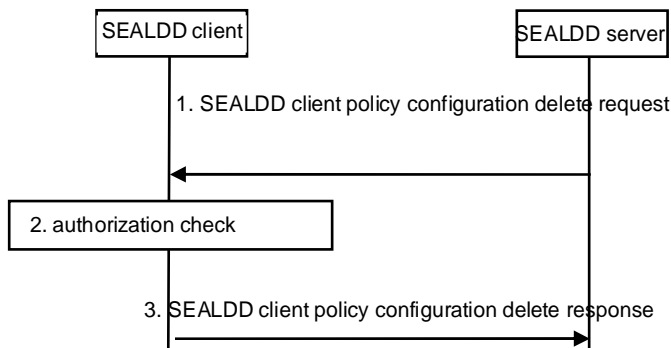 SEALDD client
SEALDD server
1. SEALDD client policy configuration delete request
2. authorization check
3. SEALDD client policy configuration delete response